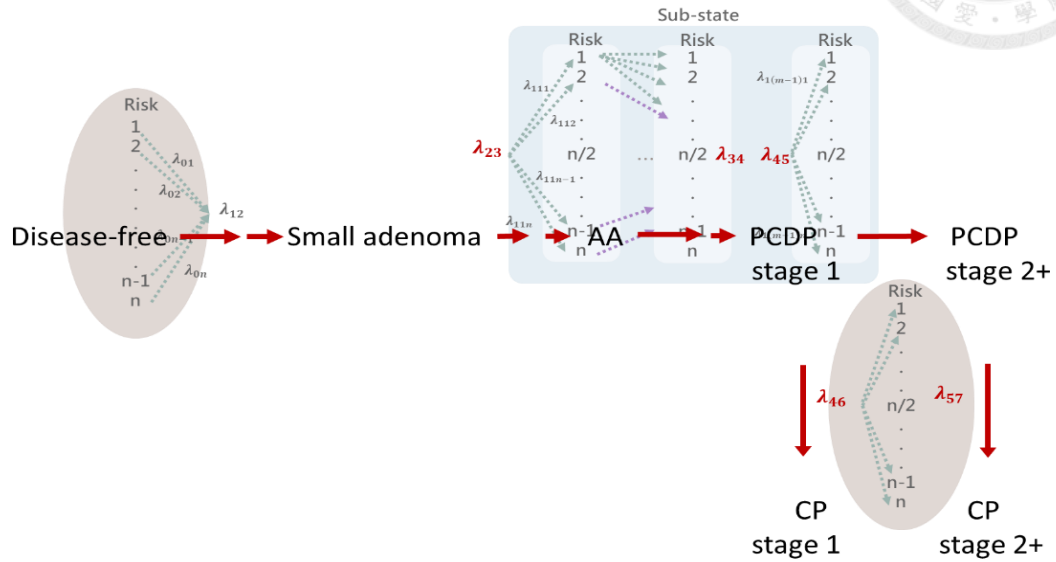 愛 · 學
Sub-state
Risk
1
2
n/2
n-1
n
Risk
1
2
n/2
n-1
n
Risk
1
2
n/2
n-1
n
...
λ₁₁₁
λ₁₁₂
λ₁₁ₙ₋₁
λ₁₁ₙ
λ₁₍ₘ₋₁₎₁
λ₂₃
λ₃₄
λ₄₅
Risk
1
2
n-1
n
λ₀₁
λ₀₂
λ₀ₙ
λ₁₂
Disease-free
Small adenoma
AA
PCDP
stage 1
PCDP
stage 2+
Risk
1
2
n/2
n-1
n
λ₄₆
λ₅₇
CP
stage 1
CP
stage 2+